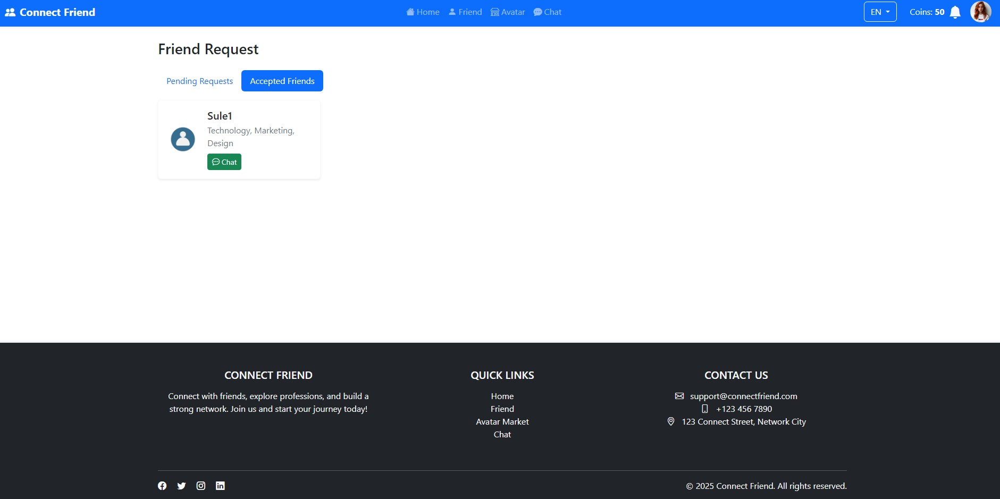 Connect Friend
Home Friend Avatar Chat
EN
Coins: 50
Friend Request
Pending Requests
Accepted Friends
Sule1
Technology, Marketing,
Design
Chat
CONNECT FRIEND
Connect with friends, explore professions, and build a
strong network. Join us and start your journey today!
QUICK LINKS
Home
Friend
Avatar Market
Chat
CONTACT US
support@connectfriend.com
+123 456 7890
123 Connect Street, Network City
© 2025 Connect Friend. All rights reserved.